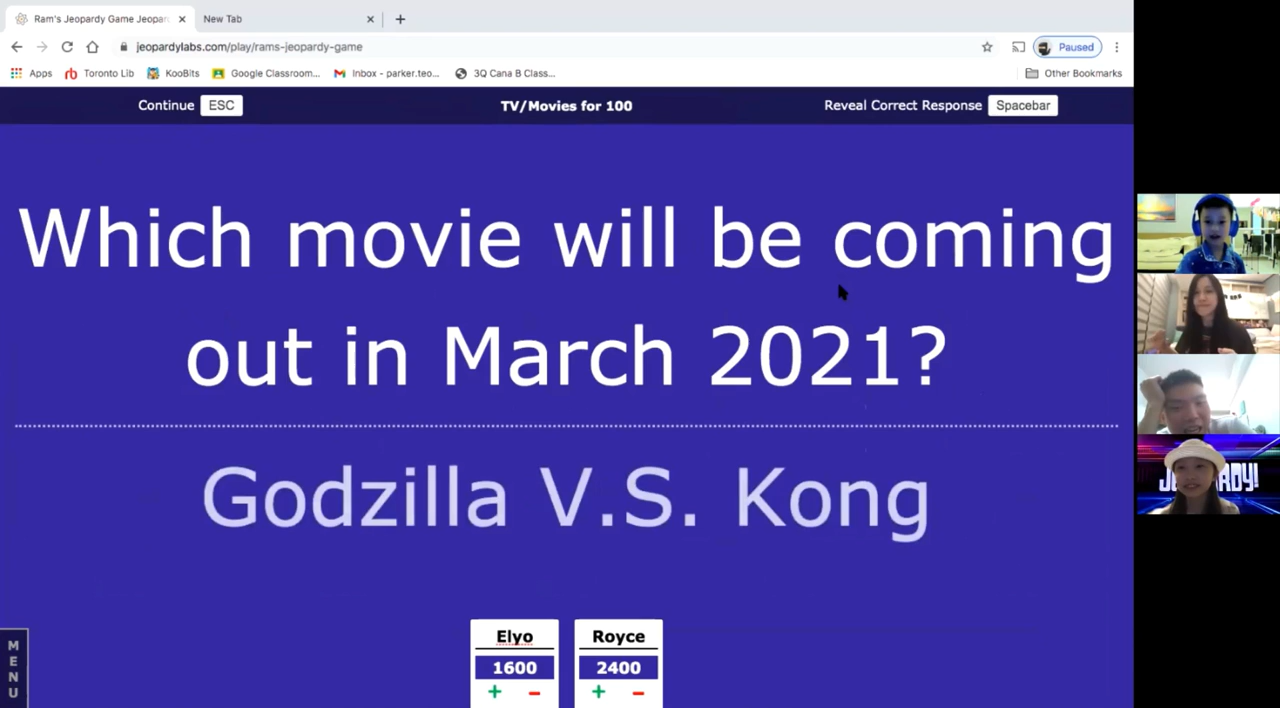 Ram's Jeopardy Game Jeopar
New Tab
jeopardylabs.com/play/rams-jeopardy-game
Paused
Apps
Toronto Lib
KooBits
Google Classroom...
Inbox - parker.teo...
3Q Cana B Class...
Other Bookmarks
Continue ESC
TV/Movies for 100
Reveal Correct Response Spacebar
Which movie will be coming
out in March 2021?
Godzilla V.S. Kong
Elyo
Royce
1600
2400
+ − + −
MENU